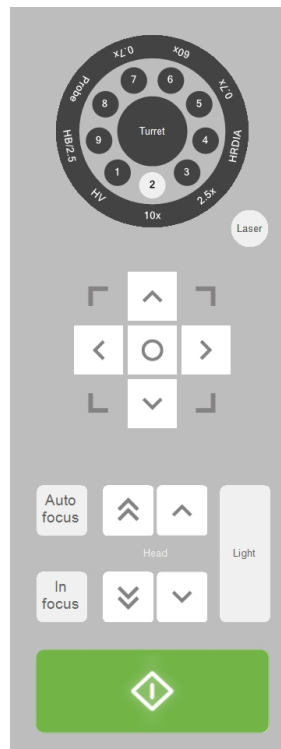 0.7x
60x
Probe
7
6
0.7x
8
5
HB/2.5
9
Turret
4
HRDIA
1
2
3
HV
10x
2.5x
Laser
Auto
focus
Head
Light
In
focus